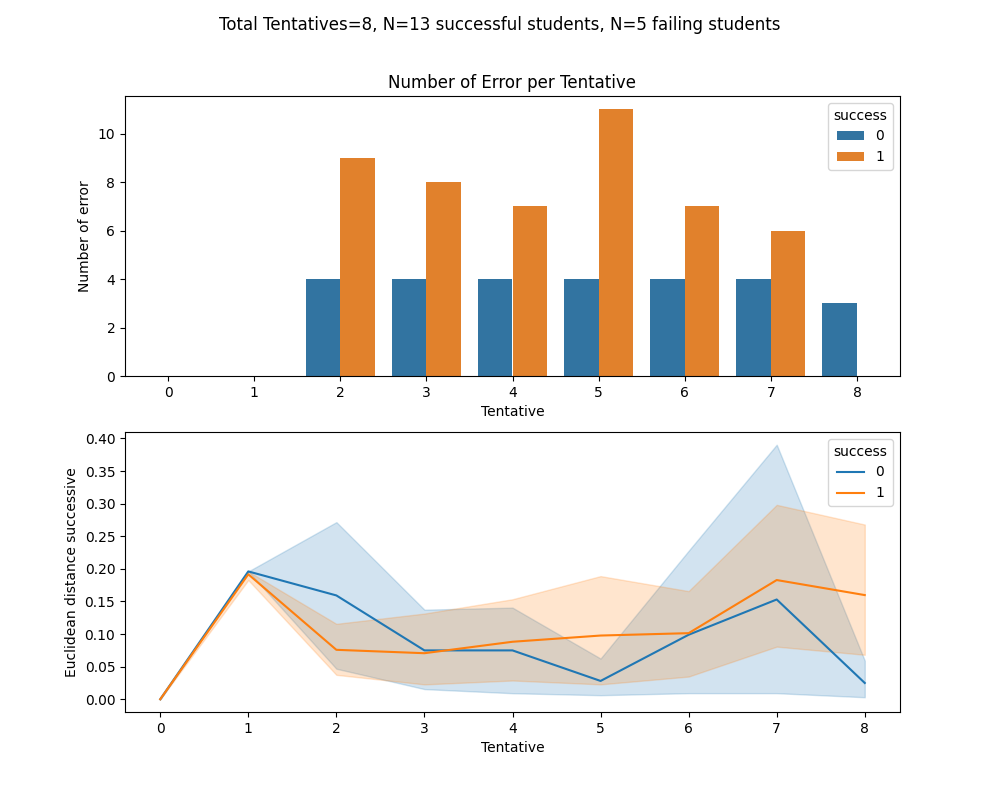 Total Tentatives=8, N=13 successful students, N=5 failing students
Number of Error per Tentative
success
0
1
Number of error
10
8
6
4
2
0
0 1 2 3 4 5 6 7 8
Tentative
success
0
1
Euclidean distance successive
0.40
0.35
0.30
0.25
0.20
0.15
0.10
0.05
0.00
0 1 2 3 4 5 6 7 8
Tentative